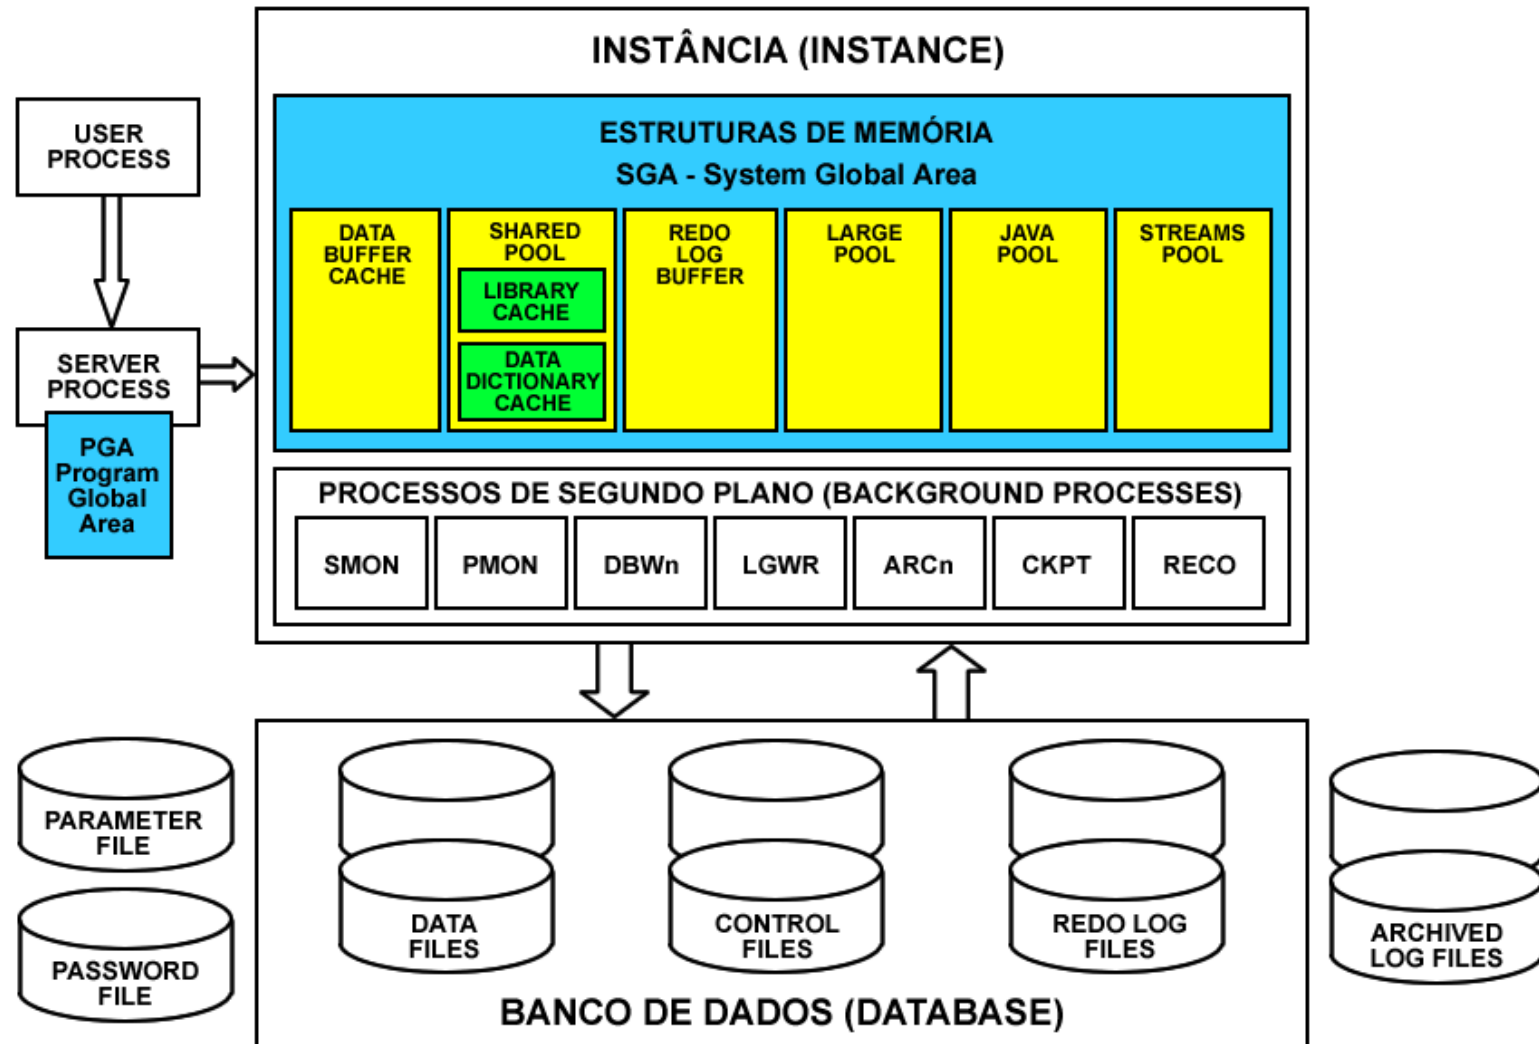 INSTÂNCIA (INSTANCE)
USER
PROCESS
ESTRUTURAS DE MEMÓRIA
SGA - System Global Area
DATA
BUFFER
CACHE
SHARED
POOL
LIBRARY
CACHE
DATA
DICTIONARY
CACHE
REDO
LOG
BUFFER
LARGE
POOL
JAVA
POOL
STREAMS
POOL
SERVER
PROCESS
PGA
Program
Global
Area
PROCESSOS DE SEGUNDO PLANO (BACKGROUND PROCESSES)
SMON
PMON
DBWn
LGWR
ARCn
CKPT
RECO
PARAMETER
FILE
PASSWORD
FILE
DATA
FILES
CONTROL
FILES
REDO LOG
FILES
ARCHIVED
LOG FILES
BANCO DE DADOS (DATABASE)